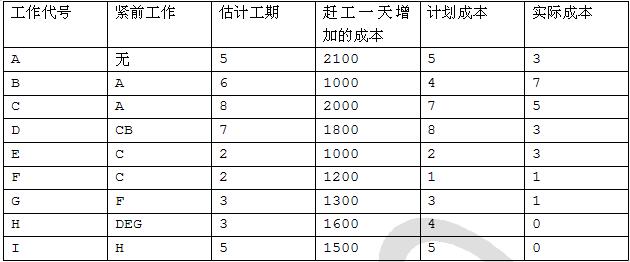 工作代号 紧前工作 估计工期 赶工一天增加的成本 计划成本 实际成本
A 无 5 2100 5 3
B A 6 1000 4 7
C A 8 2000 7 5
D CB 7 1800 8 3
E C 2 1000 2 3
F C 2 1200 1 1
G F 3 1300 3 1
H DEG 3 1600 4 0
I H 5 1500 5 0